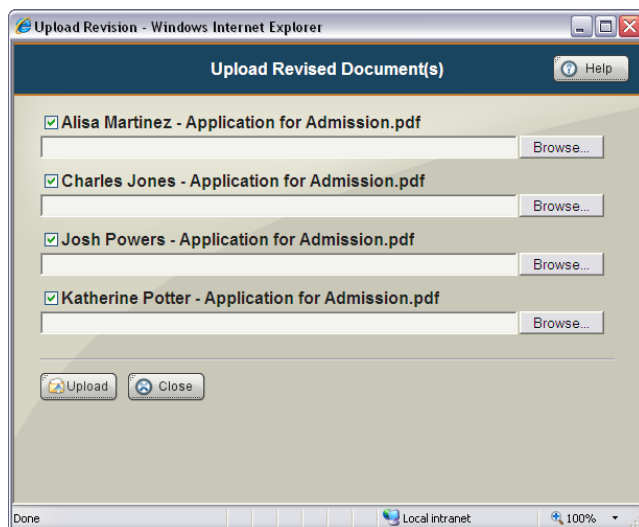 Upload Revision - Windows Internet Explorer
Upload Revised Document(s)
Help
Alisa Martinez - Application for Admission.pdf
Browse...
Charles Jones - Application for Admission.pdf
Browse...
Josh Powers - Application for Admission.pdf
Browse...
Katherine Potter - Application for Admission.pdf
Browse...
Upload Close
Done Local intranet 100%